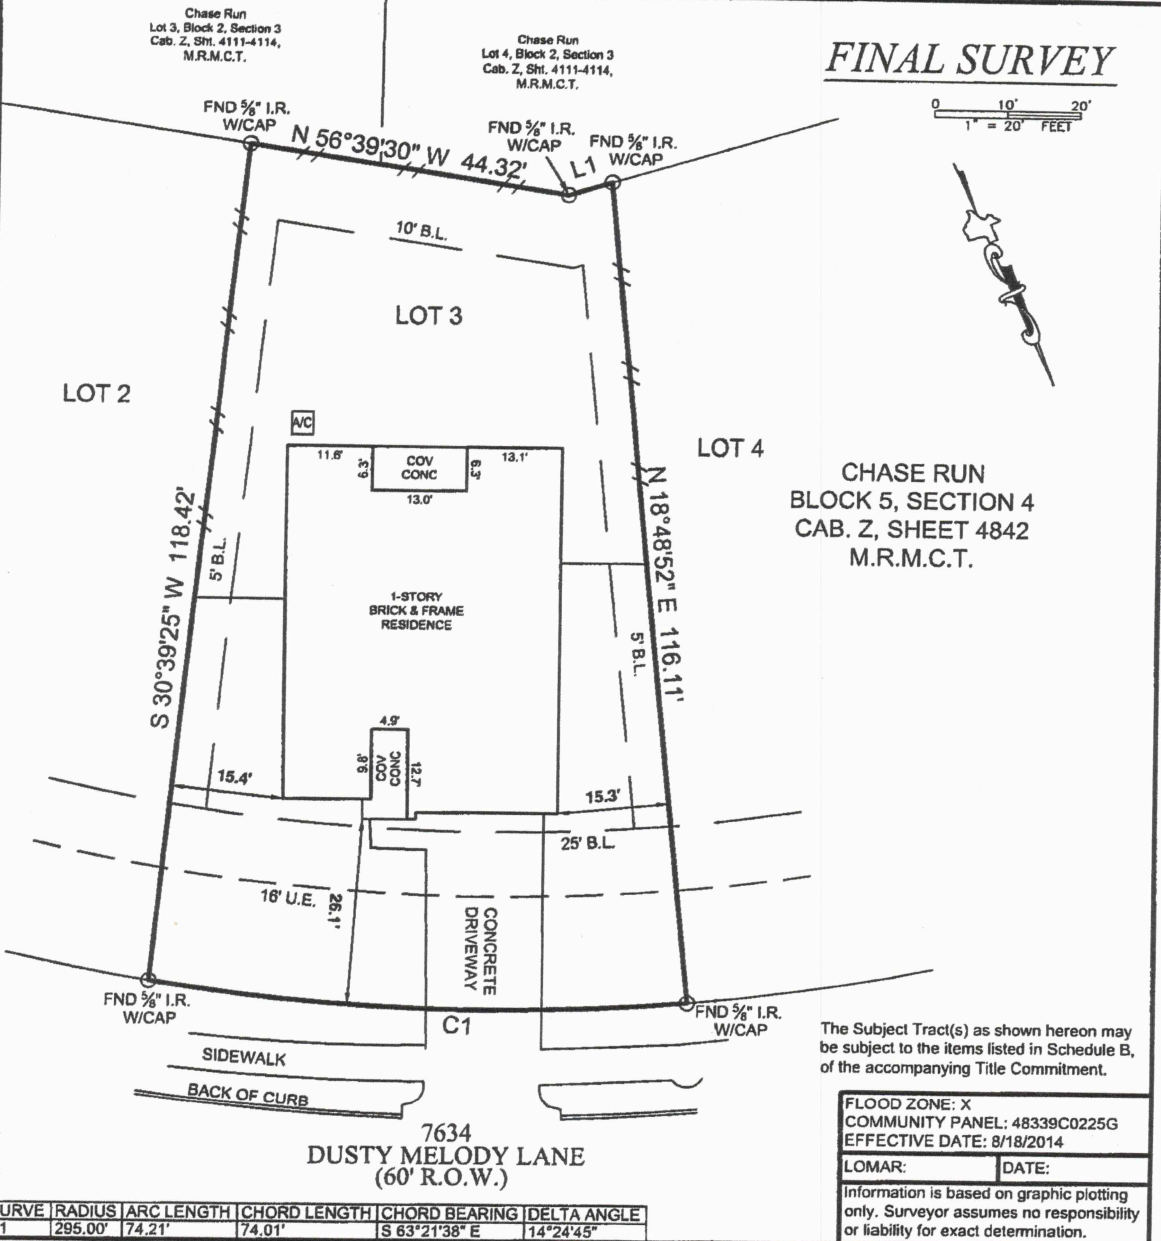 Chase Run
Lot 3, Block 2, Section 3
Cab. Z, Sht. 4111-4114,
M.R.M.C.T.
Chase Run
Lot 4, Block 2, Section 3
Cab. Z, Sht. 4111-4114,
M.R.M.C.T.
FINAL SURVEY
0 10' 20'
1" = 20' FEET
FND ⅝" I.R.
W/CAP
N 56°39'30" W 44.32'
FND ⅝" I.R.
W/CAP
L1
FND ⅝" I.R.
W/CAP
10' B.L.
LOT 3
LOT 2
LOT 4
A/C
11.6'
6.3'
COV
CONC
13.0'
6.3'
13.1'
CHASE RUN
BLOCK 5, SECTION 4
CAB. Z, SHEET 4842
M.R.M.C.T.
S 30°39'25" W 118.42'
5' B.L.
1-STORY
BRICK & FRAME
RESIDENCE
N 18°48'52" E 116.11'
5' B.L.
4.9'
9.8'
COV
CONC
12.7'
15.4'
15.3'
25' B.L.
16' U.E.
26.1'
CONCRETE
DRIVEWAY
FND ⅝" I.R.
W/CAP
C1
FND ⅝" I.R.
W/CAP
SIDEWALK
BACK OF CURB
7634
DUSTY MELODY LANE
(60' R.O.W.)
The Subject Tract(s) as shown hereon may
be subject to the items listed in Schedule B,
of the accompanying Title Commitment.
FLOOD ZONE: X
COMMUNITY PANEL: 48339C0225G
EFFECTIVE DATE: 8/18/2014
LOMAR: DATE:
Information is based on graphic plotting
only. Surveyor assumes no responsibility
or liability for exact determination.
URVE RADIUS ARC LENGTH CHORD LENGTH CHORD BEARING DELTA ANGLE
1 295.00' 74.21' 74.01' S 63°21'38" E 14°24'45"